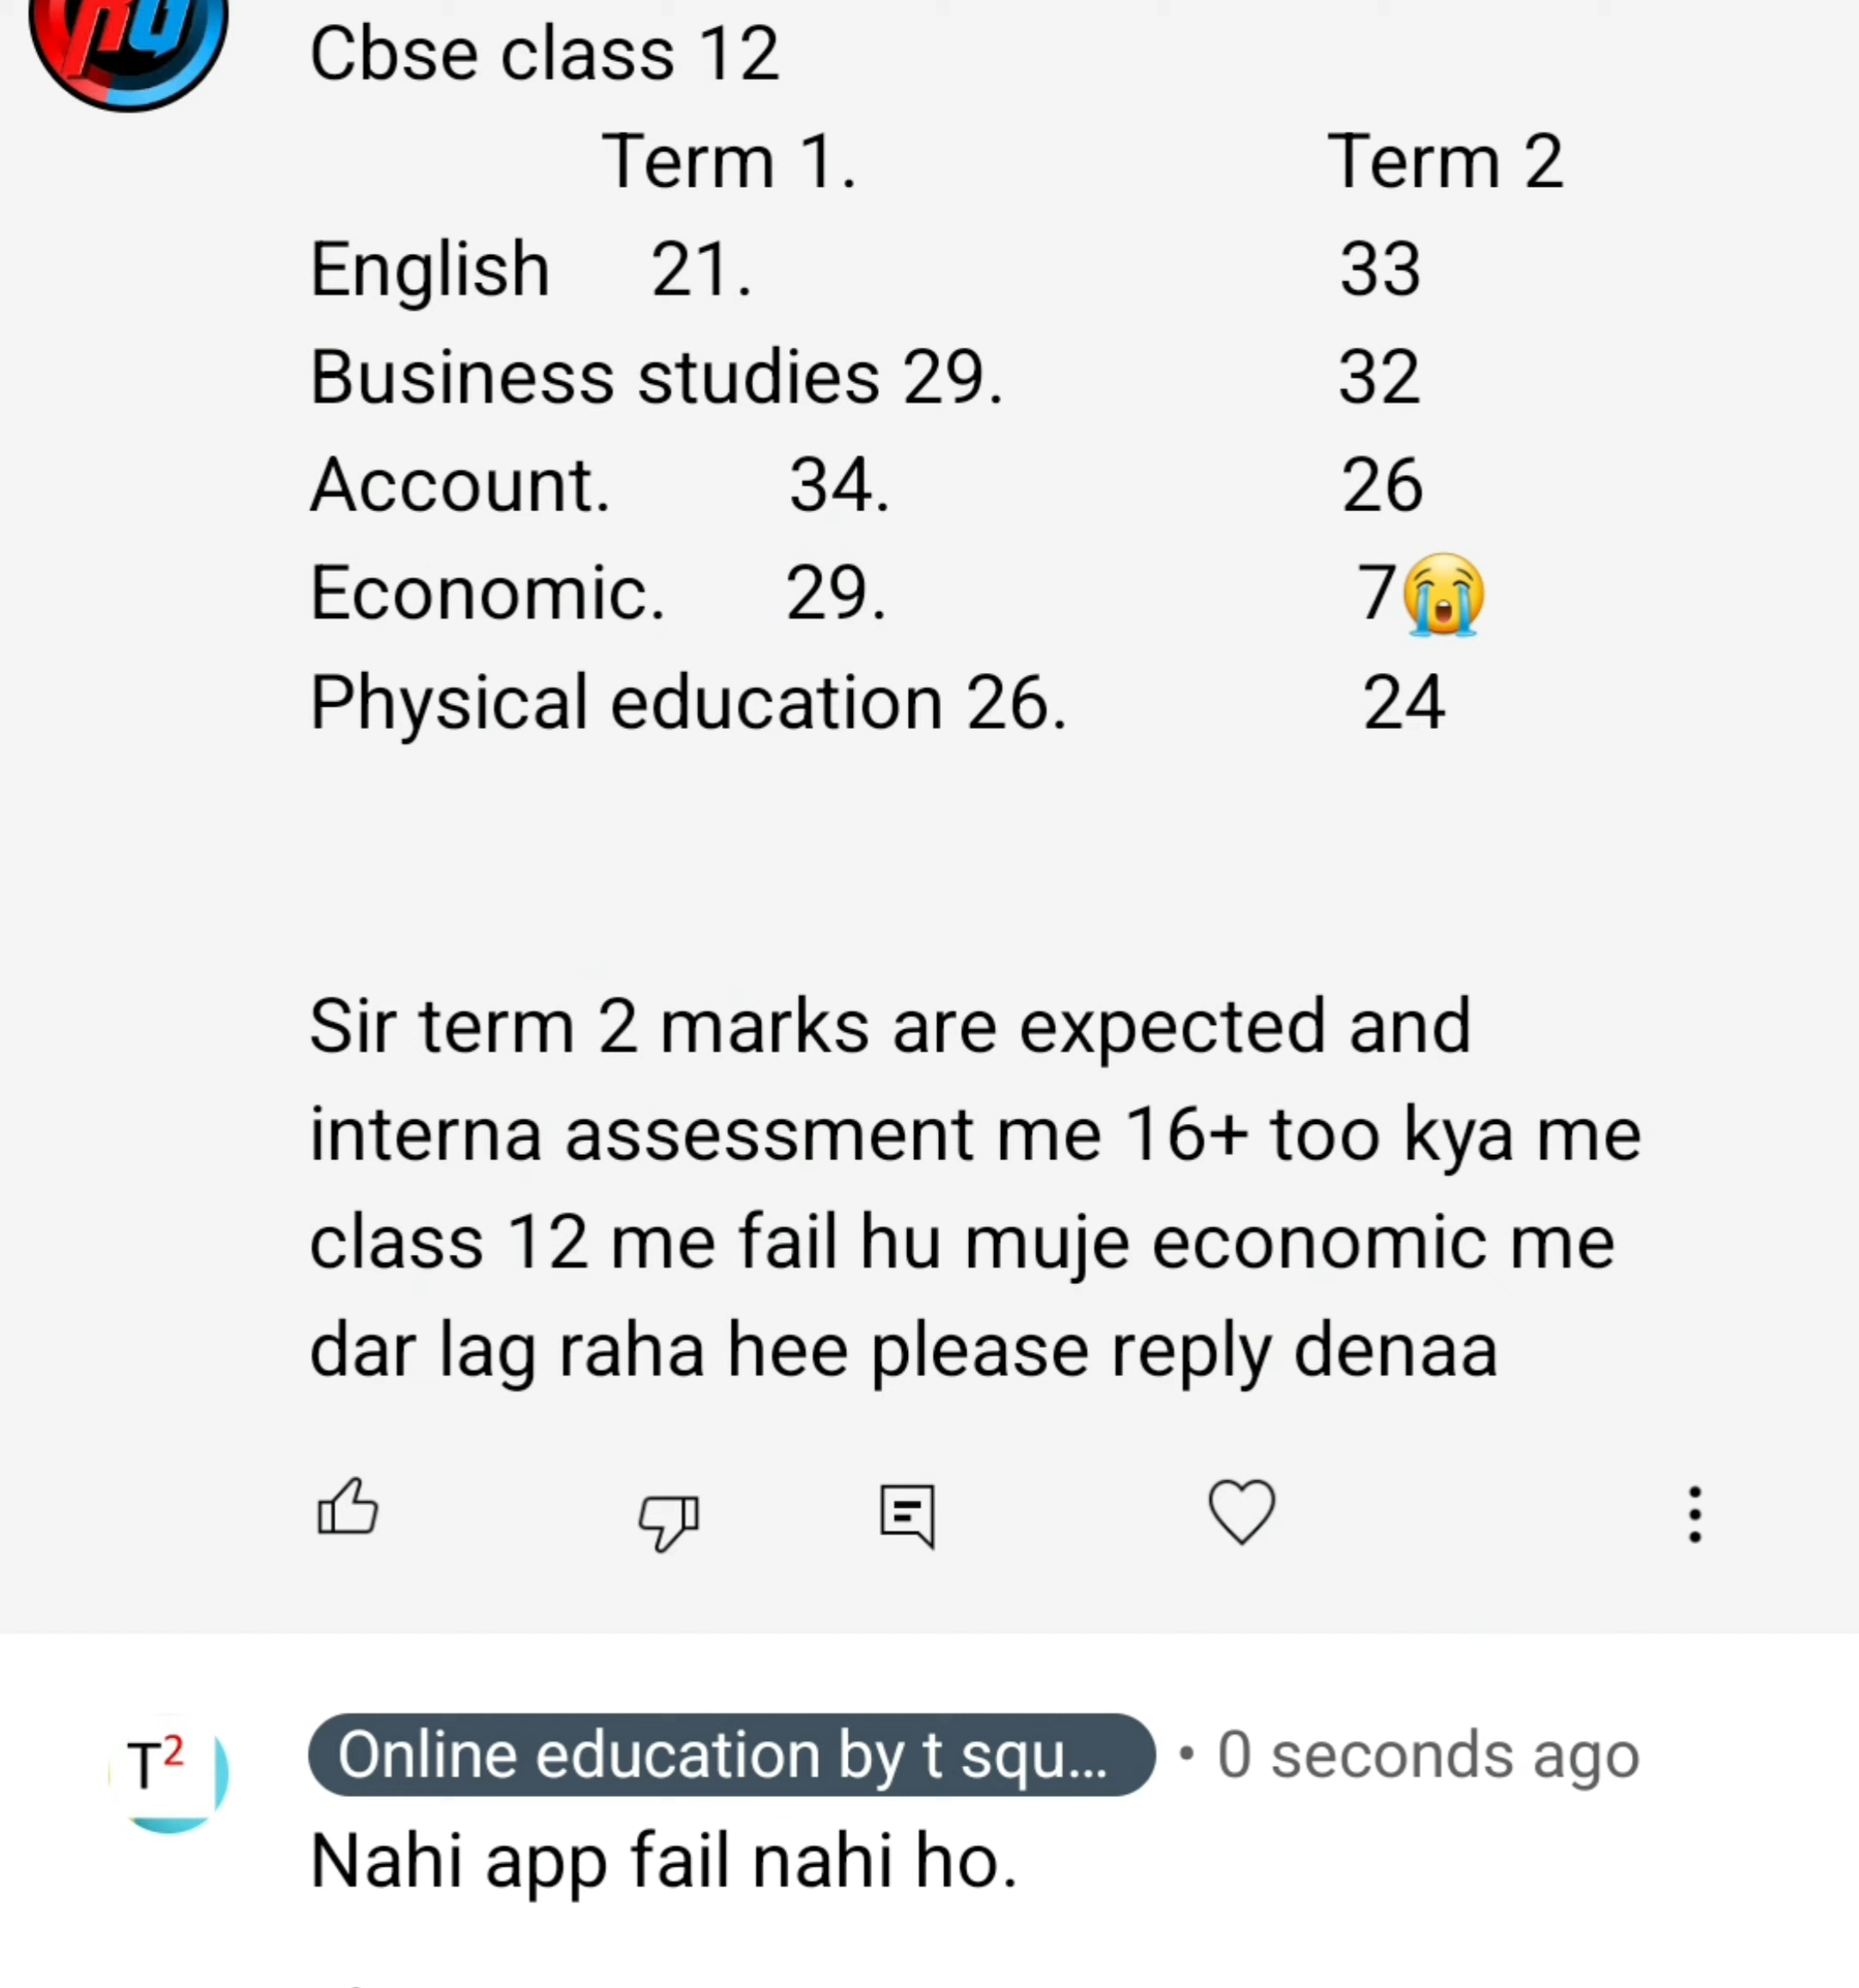 Cbse class 12
Term 1. Term 2
English 21. 33
Business studies 29. 32
Account. 34. 26
Economic. 29. 7😭
Physical education 26. 24
Sir term 2 marks are expected and
interna assessment me 16+ too kya me
class 12 me fail hu muje economic me
dar lag raha hee please reply denaa
T²
Online education by t squ... • 0 seconds ago
Nahi app fail nahi ho.